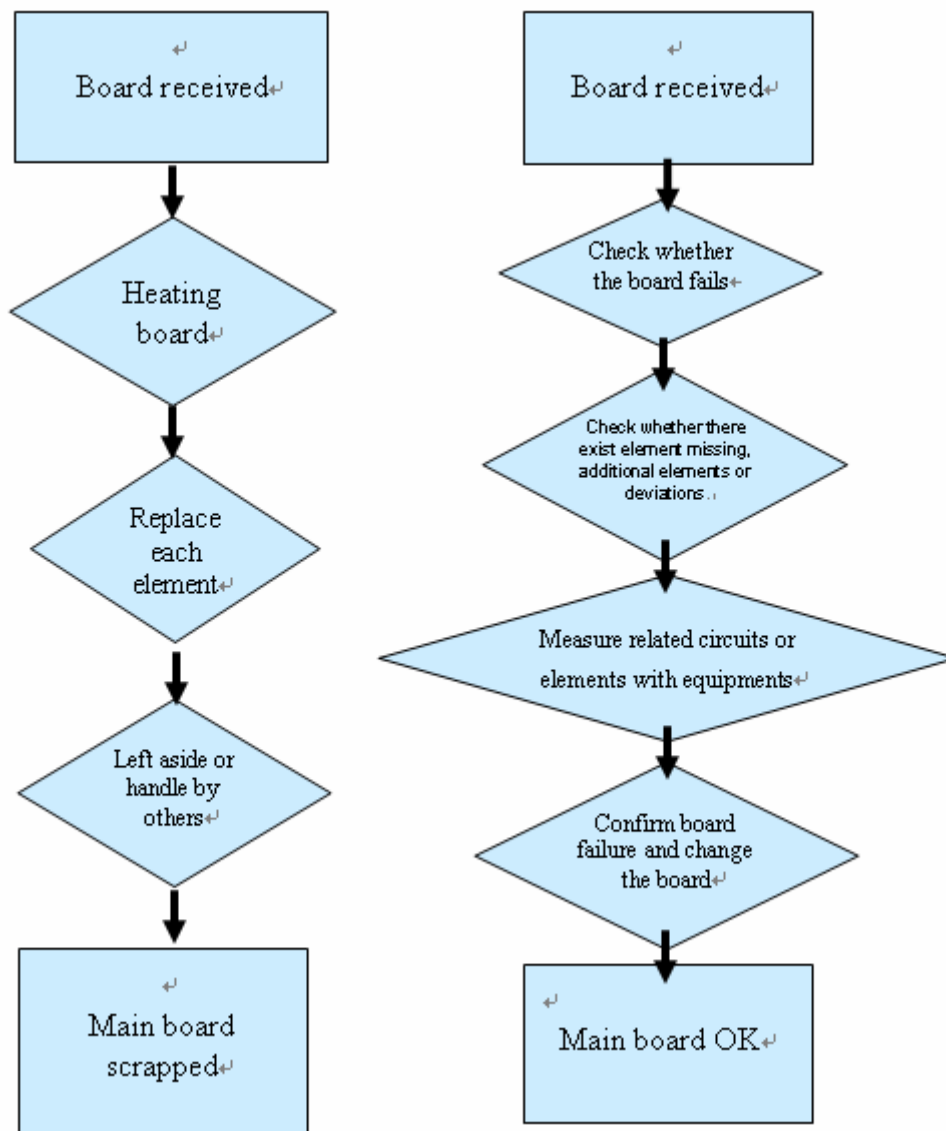 Board received
Heating
board
Replace
each
element
Left aside or
handle by
others
Main board
scrapped
Board received
Check whether
the board fails
Check whether there
exist element missing,
additional elements or
deviations .
Measure related circuits or
elements with equipments
Confirm board
failure and change
the board
Main board OK